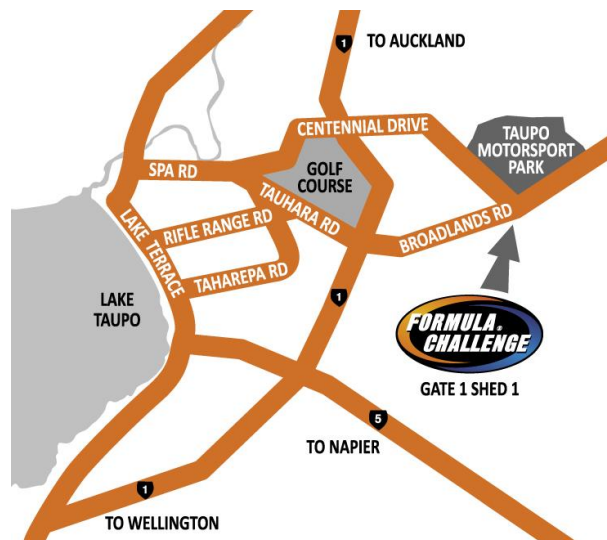 1
TO AUCKLAND
CENTENNIAL DRIVE
TAUPO
MOTORSPORT
PARK
SPA RD
GOLF
COURSE
TAUHARA RD
RIFLE RANGE RD
LAKE TERRACE
BROADLANDS RD
TAHAREPA RD
LAKE
TAUPO
1
FORMULA®
CHALLENGE
GATE 1 SHED 1
5
TO NAPIER
1
TO WELLINGTON